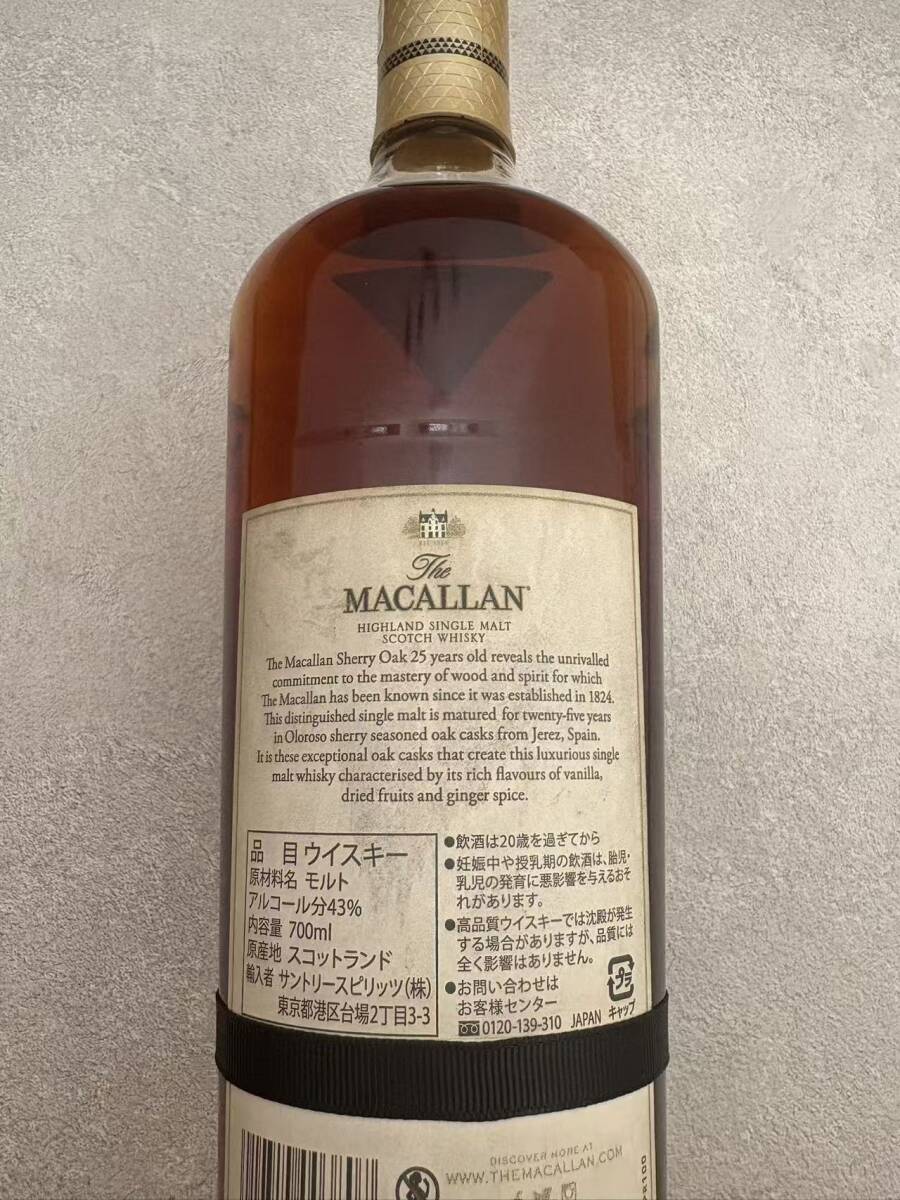 The
MACALLAN
HIGHLAND SINGLE MALT
SCOTCH WHISKY
The Macallan Sherry Oak 25 years old reveals the unrivalled
commitment to the mastery of wood and spirit for which
The Macallan has been known since it was established in 1824.
This distinguished single malt is matured for twenty-five years
in Oloroso sherry seasoned oak casks from Jerez, Spain.
It is these exceptional oak casks that create this luxurious single
malt whisky characterised by its rich flavours of vanilla,
dried fruits and ginger spice.
品 目 ウイスキー
原材料名 モルト
アルコール分43%
内容量 700ml
原産地 スコットランド
輸入者 サントリースピリッツ(株)
東京都港区台場2丁目3-3
●飲酒は20歳を過ぎてから
●妊娠中や授乳期の飲酒は、胎児・
乳児の発育に悪影響を与えるおそ
れがあります。
●高品質ウイスキーでは沈殿が発生
する場合がありますが、品質には
全く影響はありません。
●お問い合わせは
お客様センター
0120-139-310 JAPAN
プラ
キャップ
DISCOVER MORE AT
WWW.THEMACALLAN.COM